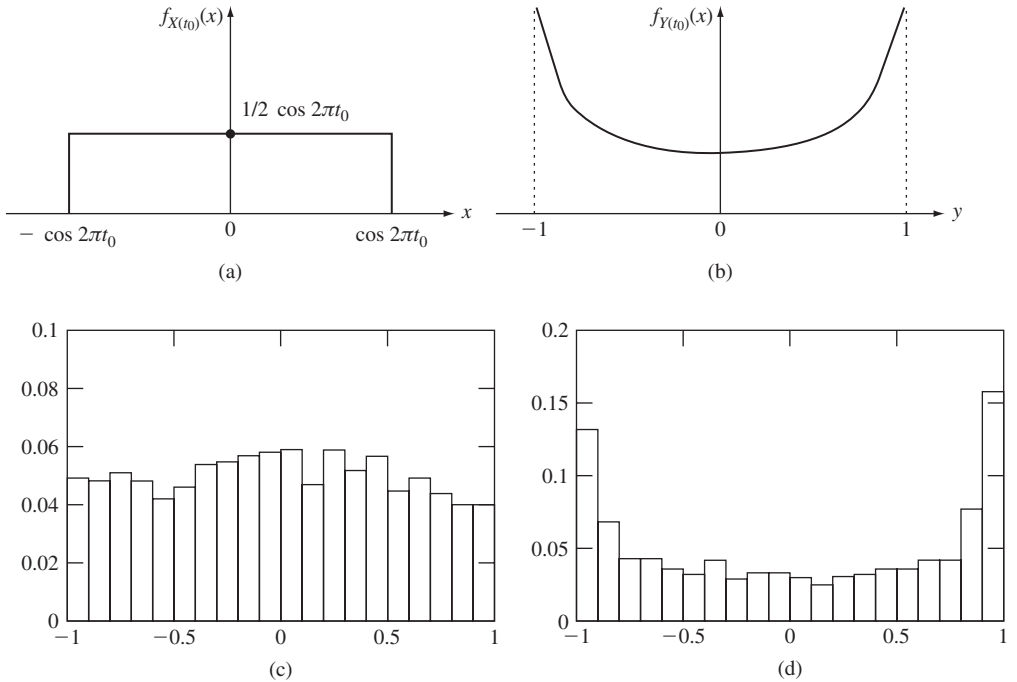 f_{X(t_0)}(x)
1/2 cos 2πt_0
x
− cos 2πt_0
0
cos 2πt_0
(a)
f_{Y(t_0)}(x)
y
−1
0
1
(b)
0.1
0.08
0.06
0.04
0.02
0
−1
−0.5
0
0.5
1
(c)
0.2
0.15
0.1
0.05
0
−1
−0.5
0
0.5
1
(d)